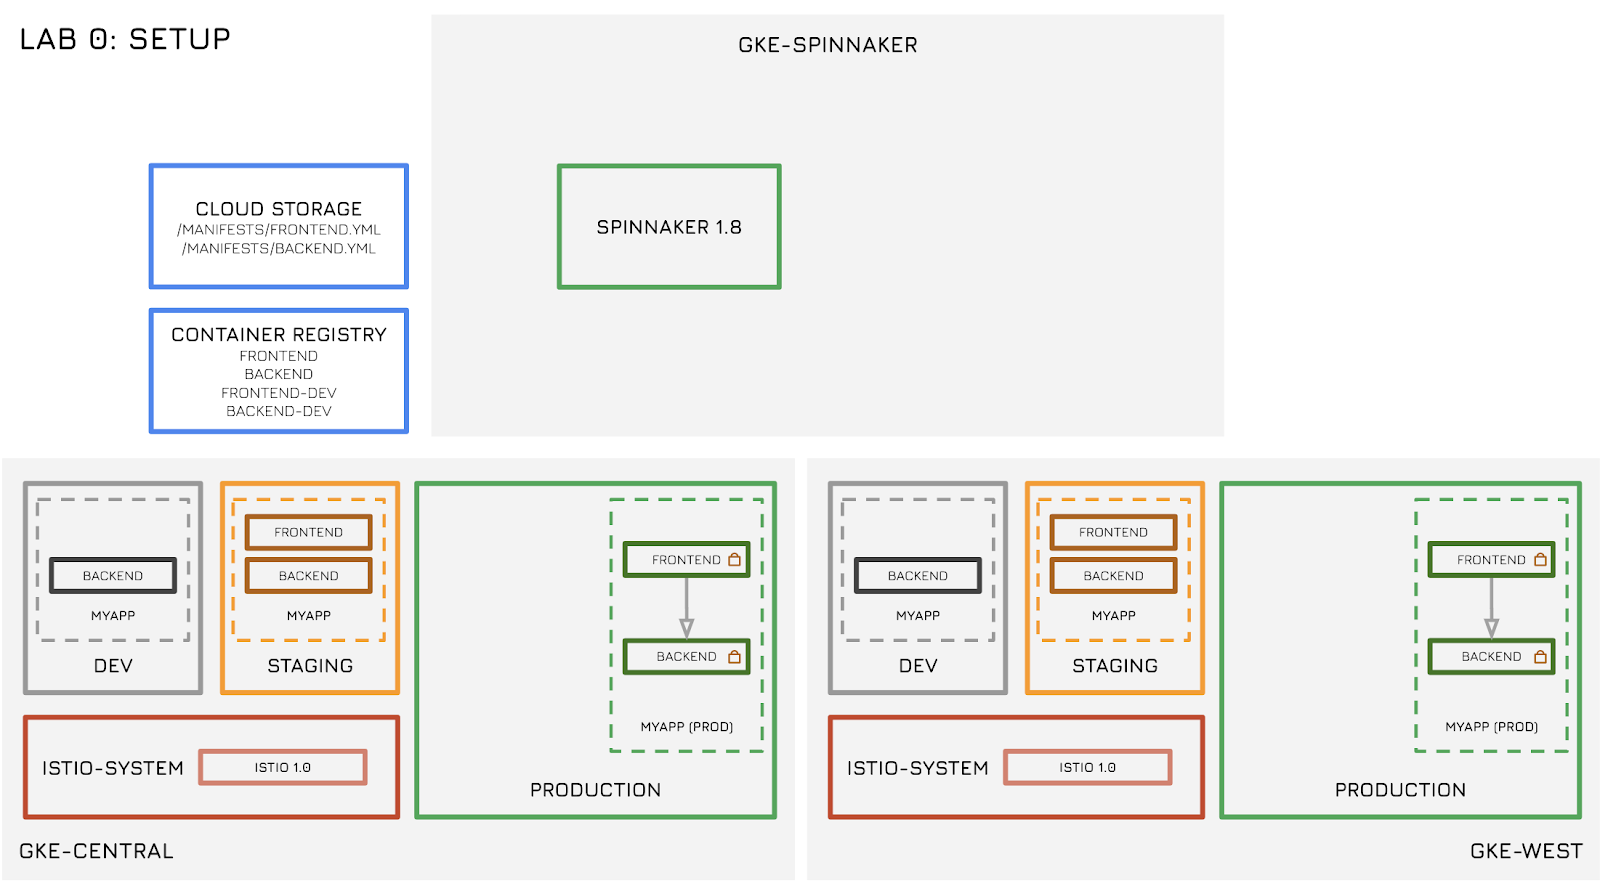 LAB 0: SETUP
GKE-SPINNAKER
CLOUD STORAGE
/MANIFESTS/FRONTEND.YML
/MANIFESTS/BACKEND.YML
SPINNAKER 1.8
CONTAINER REGISTRY
FRONTEND
BACKEND
FRONTEND-DEV
BACKEND-DEV
BACKEND
MYAPP
DEV
FRONTEND
BACKEND
MYAPP
STAGING
FRONTEND
BACKEND
MYAPP (PROD)
PRODUCTION
ISTIO-SYSTEM
ISTIO 1.0
GKE-CENTRAL
BACKEND
MYAPP
DEV
FRONTEND
BACKEND
MYAPP
STAGING
FRONTEND
BACKEND
MYAPP (PROD)
PRODUCTION
ISTIO-SYSTEM
ISTIO 1.0
GKE-WEST